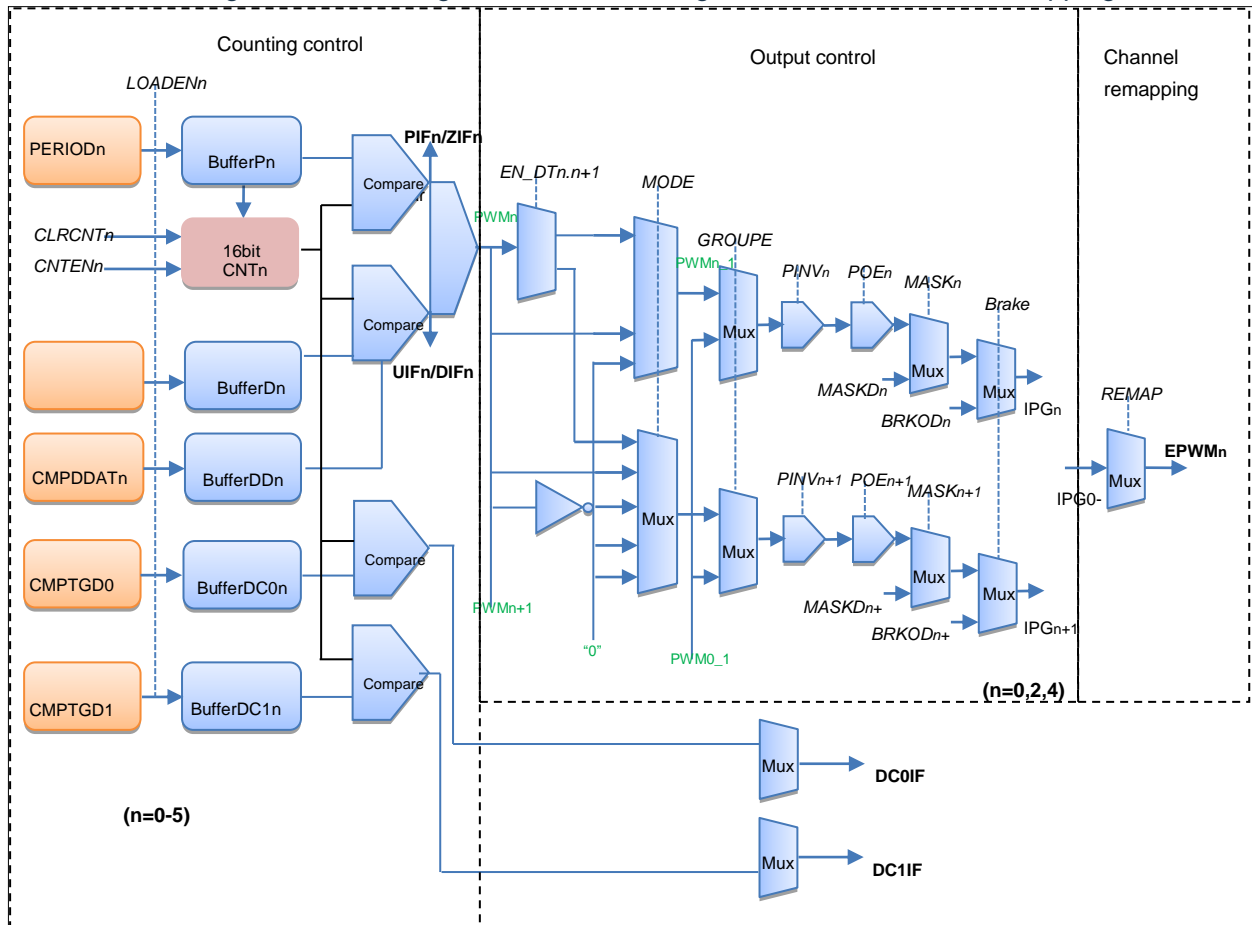 Counting control
Output control
Channel
remapping
LOADENn
PERIODn
BufferPn
Compare
PIFn/ZIFn
EN_DTn.n+1
MODE
PWMn
CLRCNTn
CNTENn
16bit
CNTn
GROUPE
PWMn_1
PINVn
POEn
MASKn
Brake
Compare
Mux
Mux
Mux
UIFn/DIFn
BufferDn
MASKDn
BRKODn
IPGn
REMAP
CMPDDATn
BufferDDn
EPWMn
Mux
IPG0-
PINVn+1
POEn+1
MASKn+1
Mux
Mux
Mux
Mux
CMPTGD0
BufferDC0n
Compare
PWMn+1
MASKDn+
BRKODn+
IPGn+1
"0"
PWM0_1
CMPTGD1
BufferDC1n
Compare
(n=0,2,4)
Mux
DC0IF
(n=0-5)
Mux
DC1IF